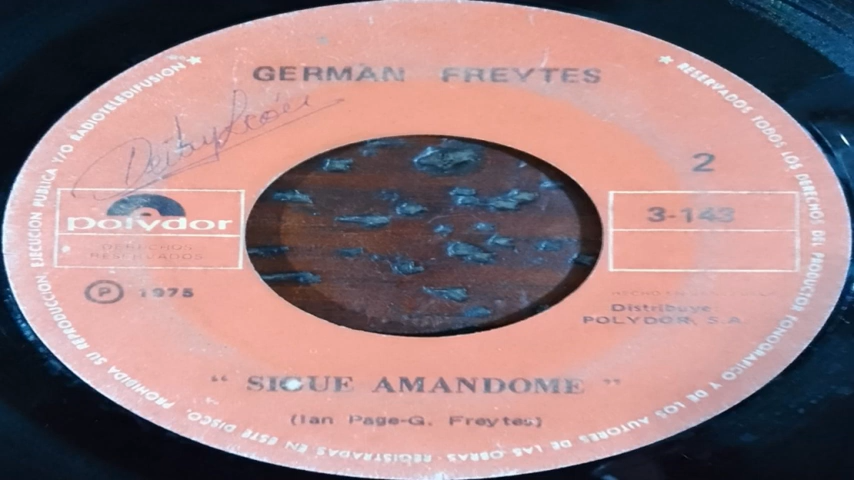 GERMAN FREYTES
2
3-143
polydor
DERECHOS
RESERVADOS
Ⓟ 1975
Distribuye:
POLYDOR, S.A.
" SIGUE AMANDOME "
(Ian Page-G. Freytes)
★ RESERVADOS TODOS LOS DERECHOS DEL PRODUCTOR FONOGRAFICO Y DE LOS AUTORES DE LAS OBRAS REGISTRADAS EN ESTE DISCO. PROHIBIDA SU REPRODUCCION, EJECUCION PUBLICA Y/O RADIOTELEDIFUSION ★